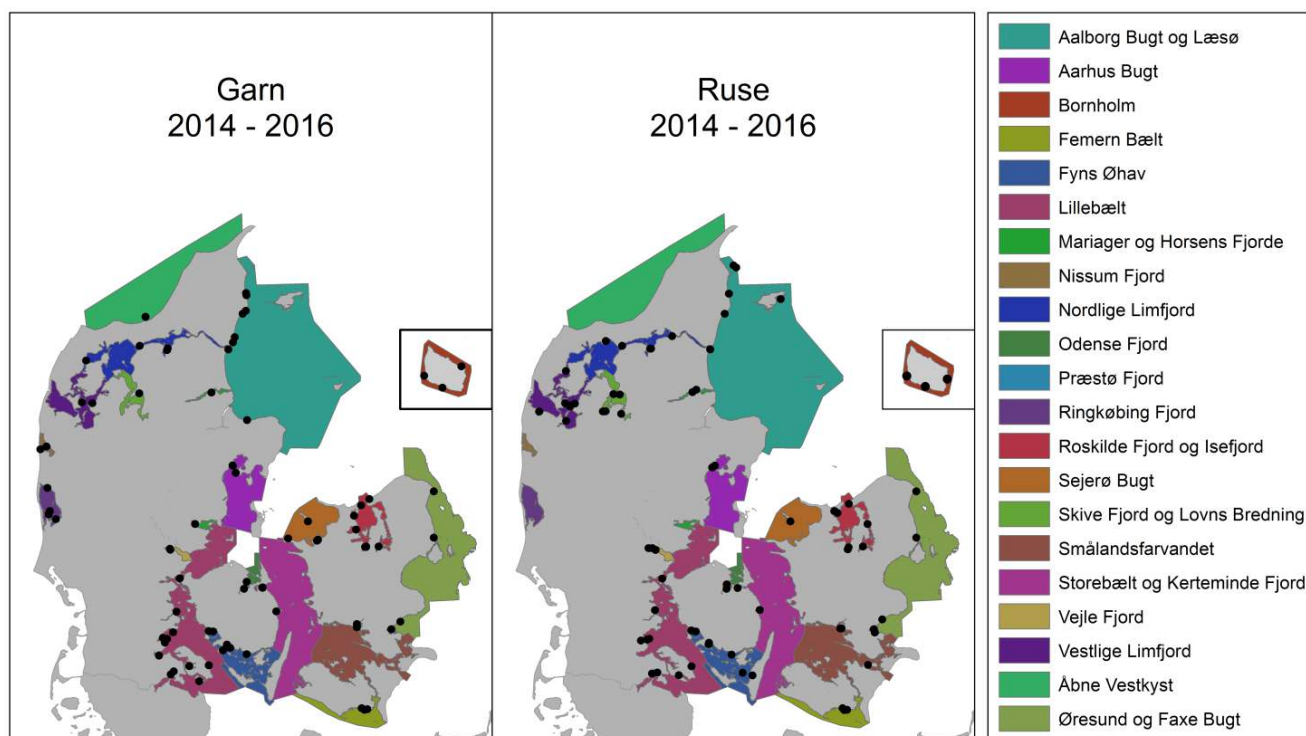 Garn
2014 - 2016
Ruse
2014 - 2016
Aalborg Bugt og Læsø
Aarhus Bugt
Bornholm
Femern Bælt
Fyns Øhav
Lillebælt
Mariager og Horsens Fjorde
Nissum Fjord
Nordlige Limfjord
Odense Fjord
Præstø Fjord
Ringkøbing Fjord
Roskilde Fjord og Isefjord
Sejerø Bugt
Skive Fjord og Lovns Bredning
Smålandsfarvandet
Storebælt og Kerteminde Fjord
Vejle Fjord
Vestlige Limfjord
Åbne Vestkyst
Øresund og Faxe Bugt